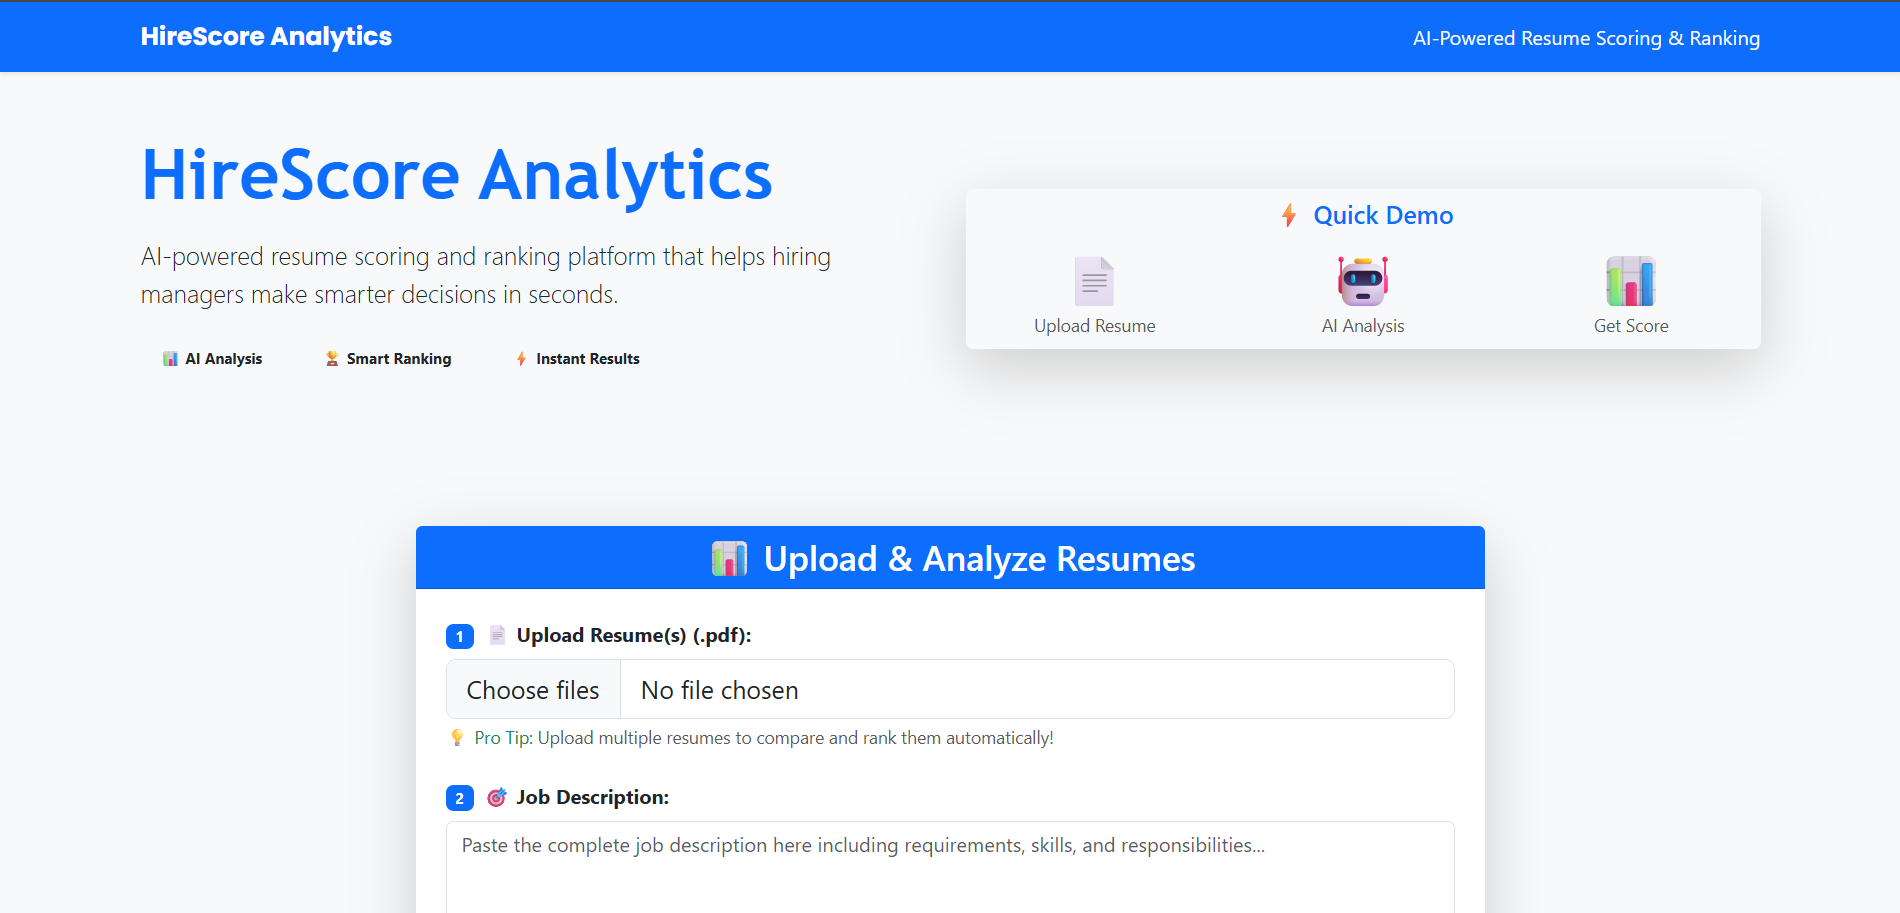 HireScore Analytics
AI-Powered Resume Scoring & Ranking
HireScore Analytics
AI-powered resume scoring and ranking platform that helps hiring
managers make smarter decisions in seconds.
AI Analysis
Smart Ranking
Instant Results
Quick Demo
Upload Resume
AI Analysis
Get Score
Upload & Analyze Resumes
1 Upload Resume(s) (.pdf):
Choose files No file chosen
Pro Tip: Upload multiple resumes to compare and rank them automatically!
2 Job Description:
Paste the complete job description here including requirements, skills, and responsibilities...